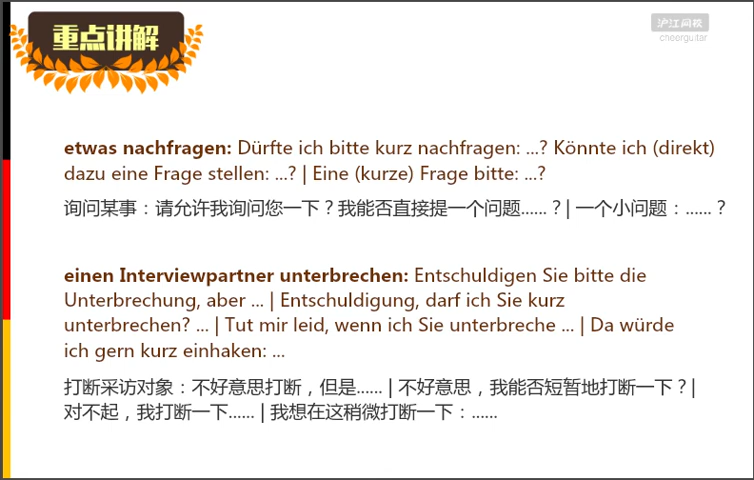 重点讲解
沪江网校
cheerguitar
etwas nachfragen: Dürfte ich bitte kurz nachfragen: ...? Könnte ich (direkt)
dazu eine Frage stellen: ...? | Eine (kurze) Frage bitte: ...?
询问某事：请允许我询问您一下？我能否直接提一个问题......？| 一个小问题：......？
einen Interviewpartner unterbrechen: Entschuldigen Sie bitte die
Unterbrechung, aber ... | Entschuldigung, darf ich Sie kurz
unterbrechen? ... | Tut mir leid, wenn ich Sie unterbreche ... | Da würde
ich gern kurz einhaken: ...
打断采访对象：不好意思打断，但是...... | 不好意思，我能否短暂地打断一下？|
对不起，我打断一下...... | 我想在这稍微打断一下：......